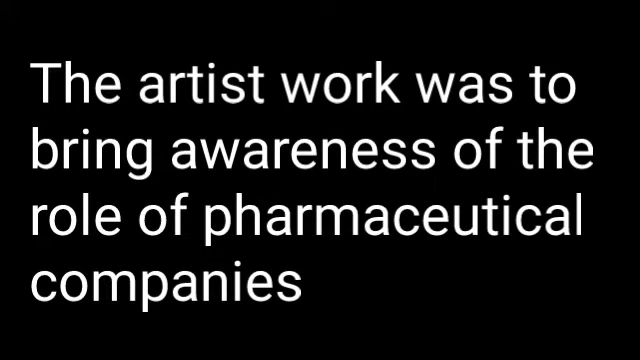 The artist work was to
bring awareness of the
role of pharmaceutical
companies